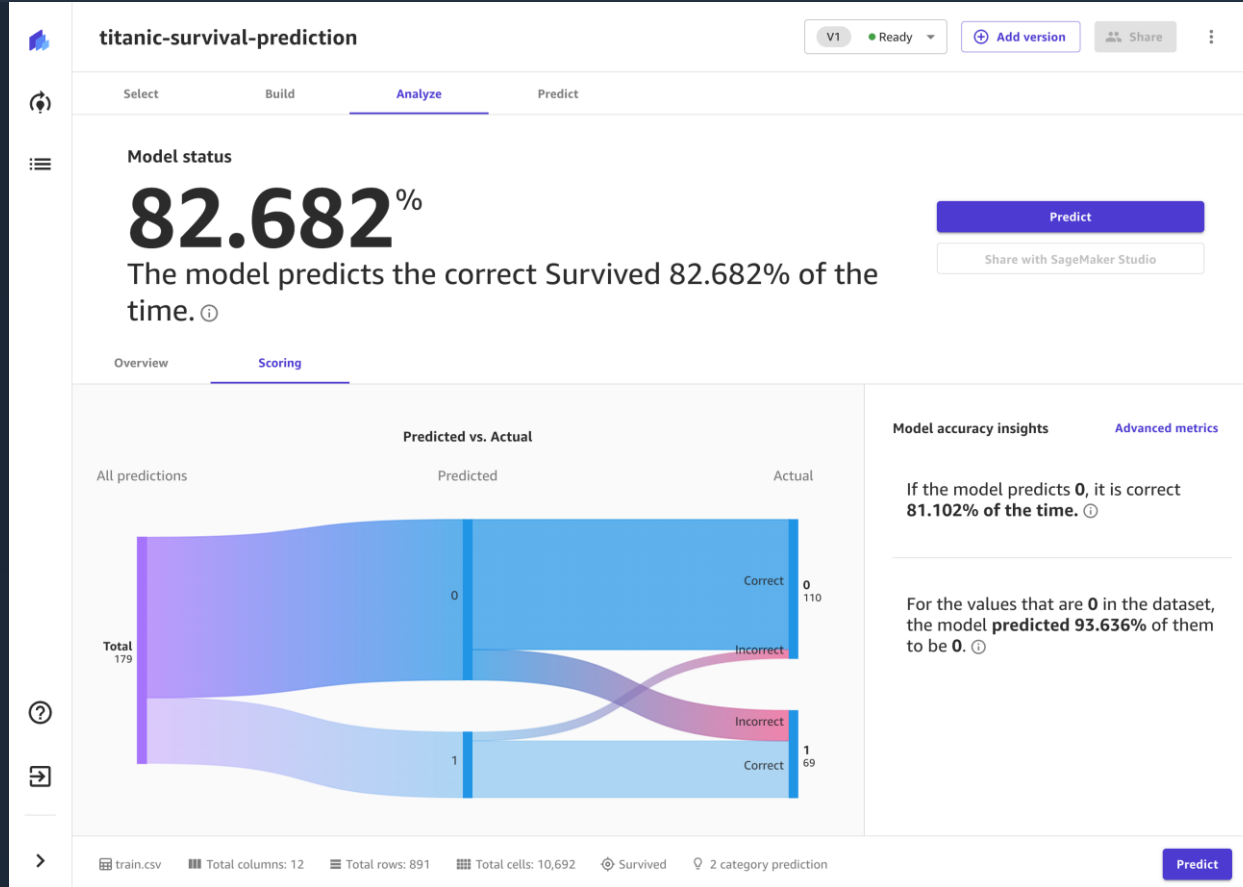 titanic-survival-prediction
V1 Ready
Add version
Share
Select Build Analyze Predict
Model status
82.682%
The model predicts the correct Survived 82.682% of the
time.
Predict
Share with SageMaker Studio
Overview Scoring
Predicted vs. Actual
All predictions Predicted Actual
Total
179
0
1
Correct
Incorrect
0
110
Incorrect
Correct
1
69
Model accuracy insights Advanced metrics
If the model predicts 0, it is correct
81.102% of the time.
For the values that are 0 in the dataset,
the model predicted 93.636% of them
to be 0.
train.csv Total columns: 12 Total rows: 891 Total cells: 10,692 Survived 2 category prediction
Predict